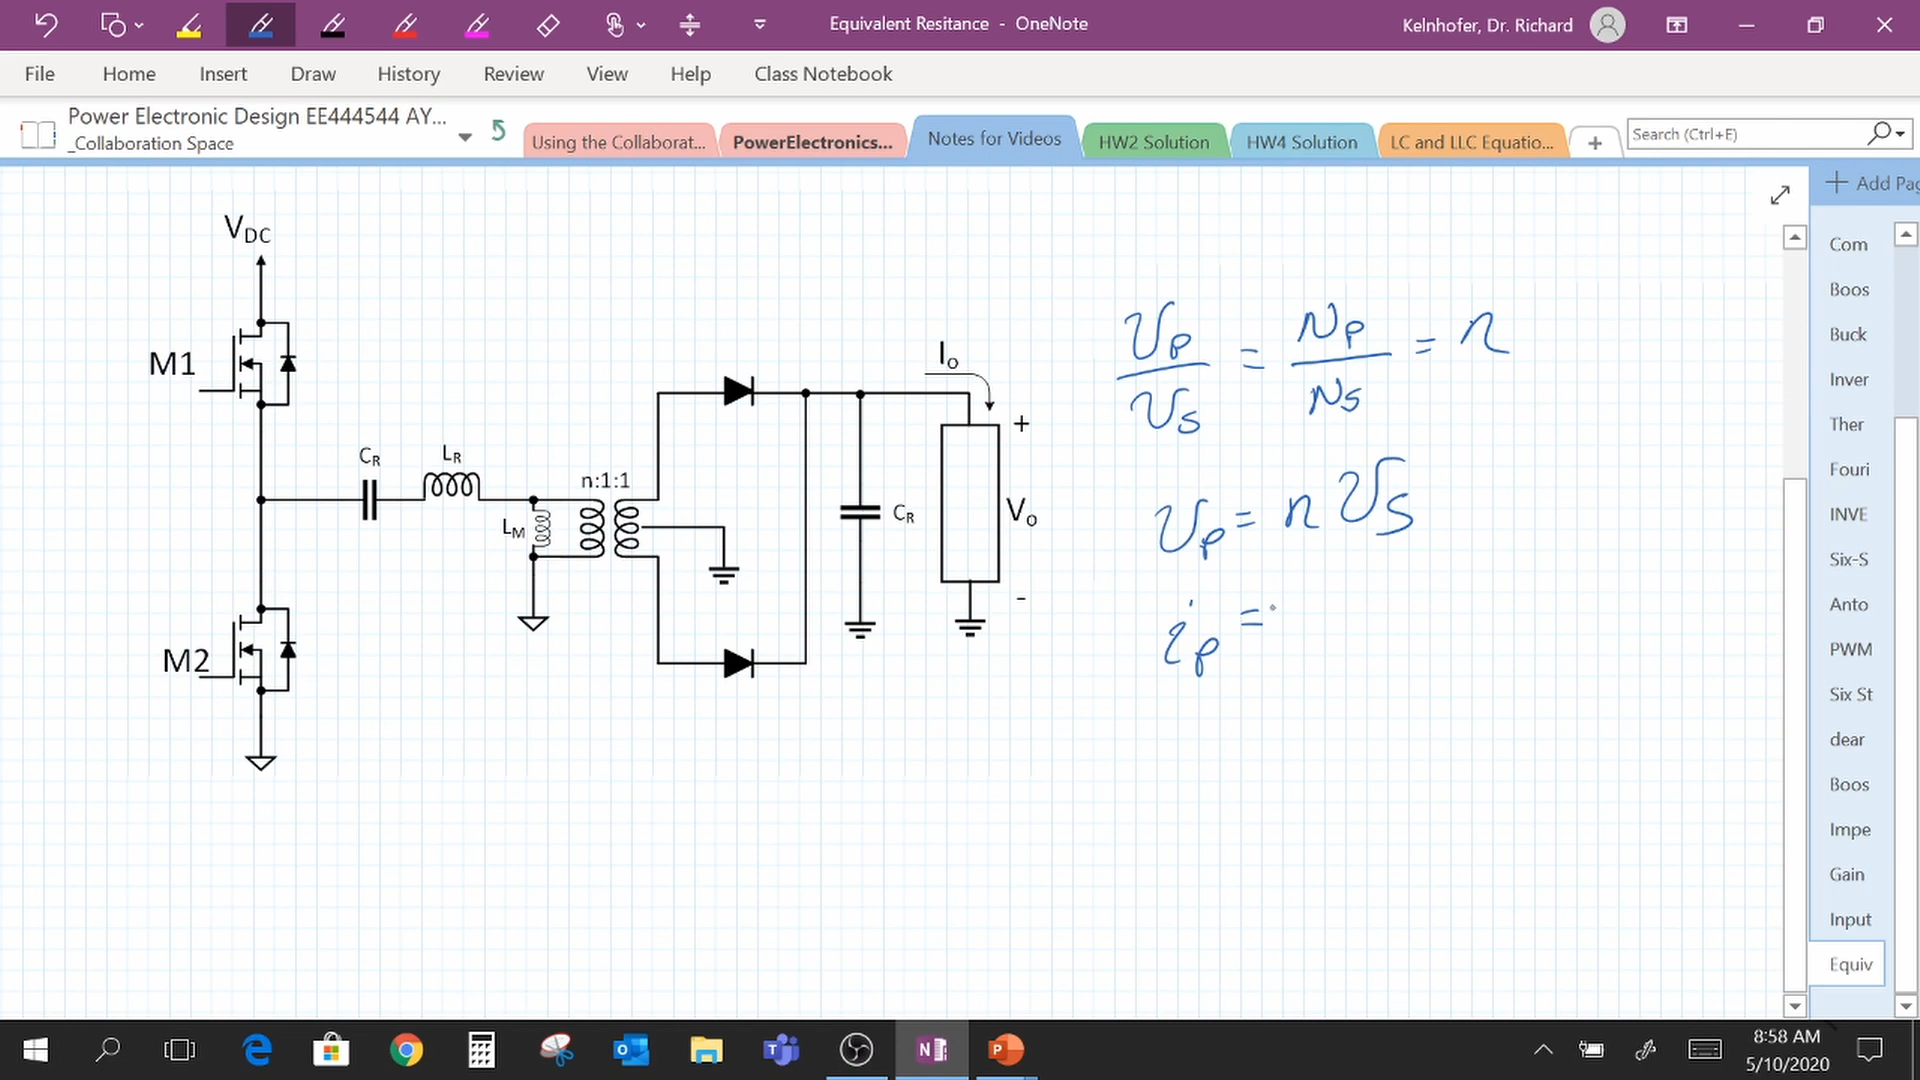 Equivalent Resitance - OneNote
Kelnhofer, Dr. Richard
File Home Insert Draw History Review View Help Class Notebook
Power Electronic Design EE444544 AY...
_Collaboration Space
Using the Collaborat...
PowerElectronics...
Notes for Videos
HW2 Solution
HW4 Solution
LC and LLC Equatio...
Search (Ctrl+E)
Add Pag
Com
Boos
Buck
Inver
Ther
Fouri
INVE
Six-S
Anto
PWM
Six St
dear
Boos
Impe
Gain
Input
Equiv
VDC
M1
M2
CR
LR
LM
n:1:1
CR
Io
+
Vo
-
vp/vs = Np/Ns = n
vp = n vs
ip =
8:58 AM
5/10/2020